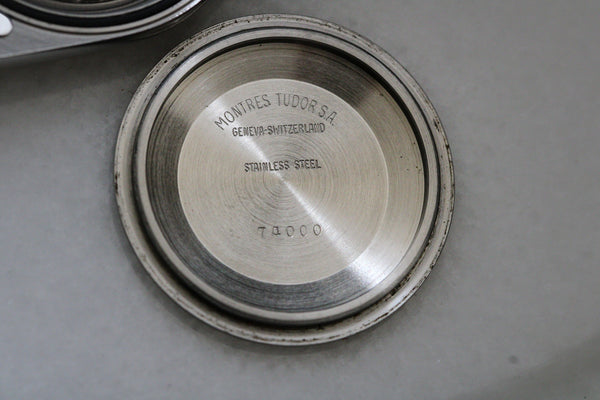 MONTRES TUDOR S.A.
GENEVA-SWITZERLAND
STAINLESS STEEL
74000